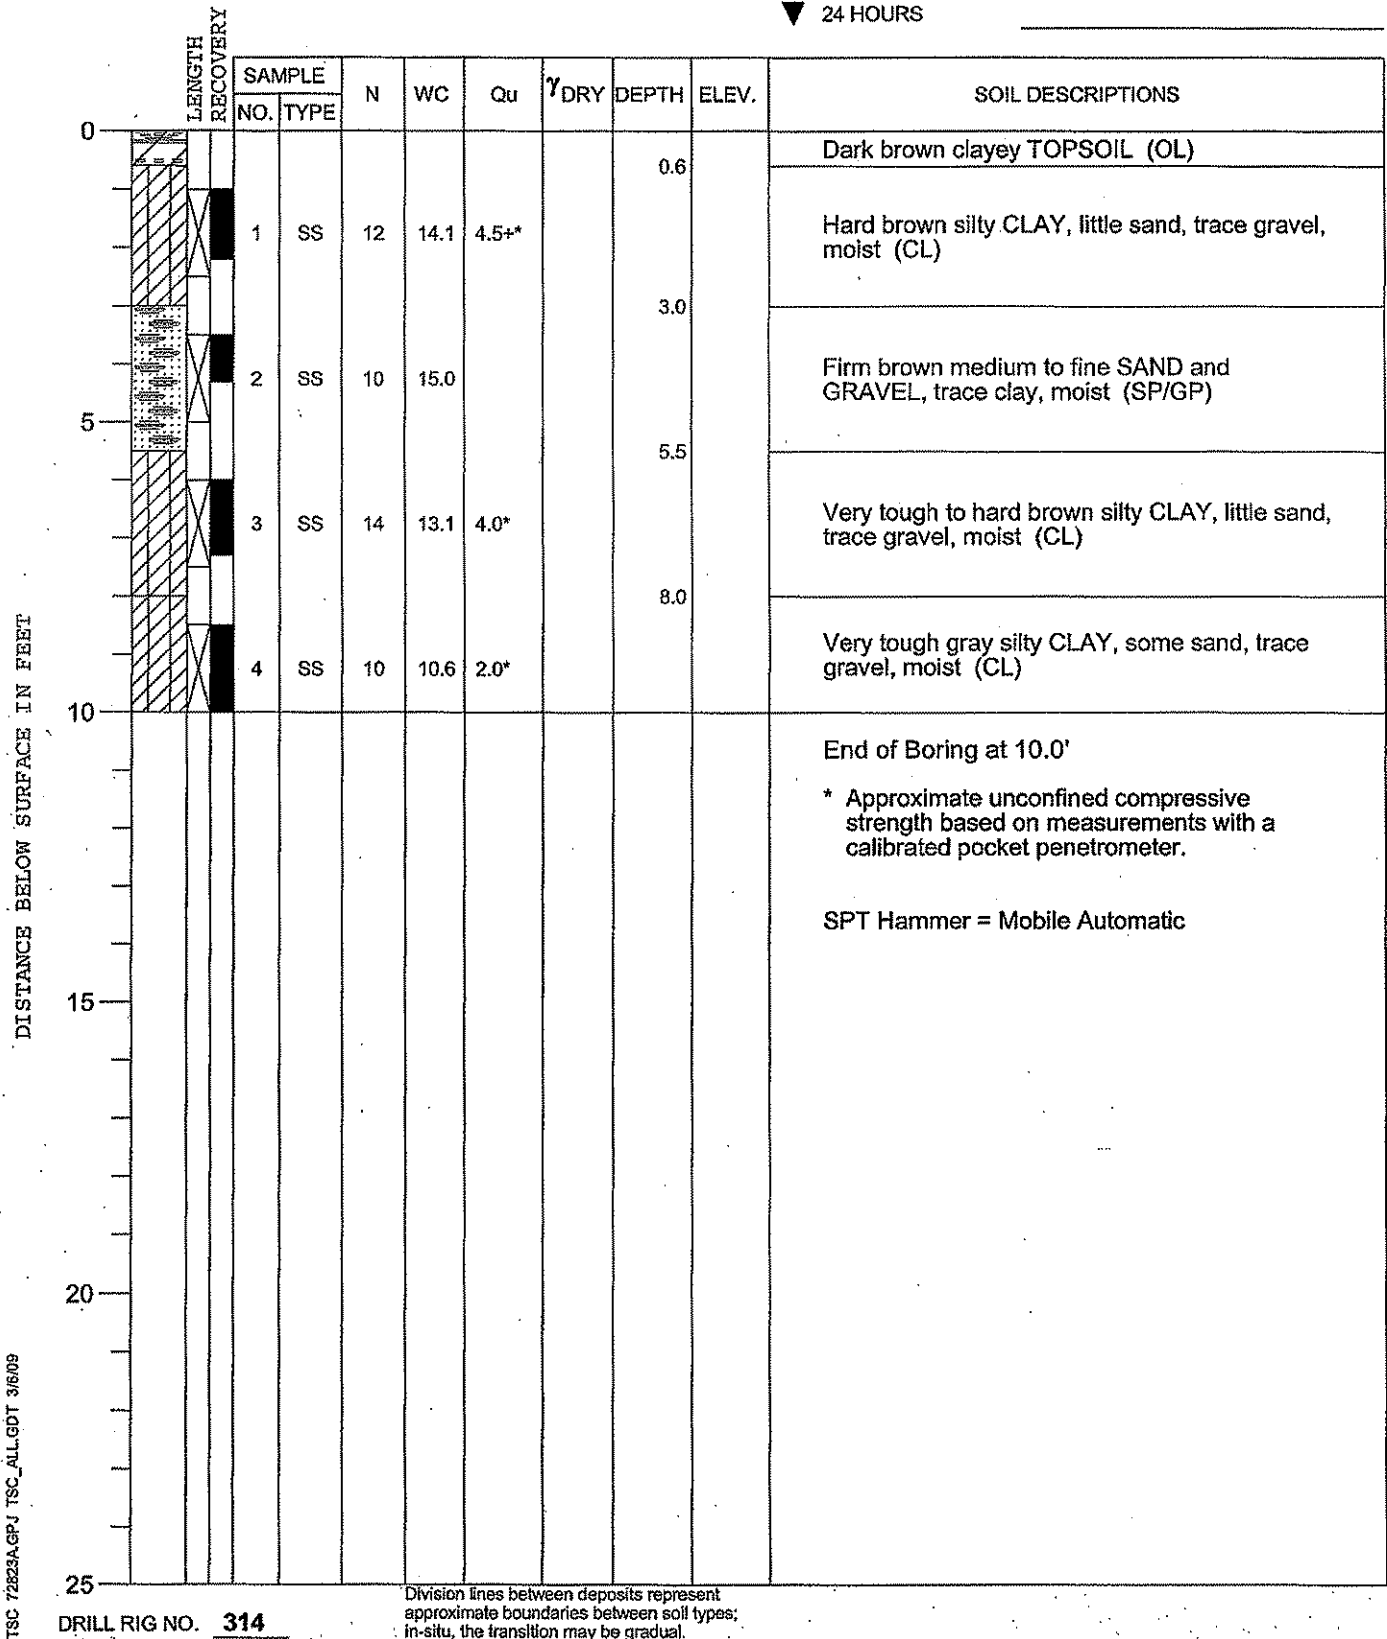 ▼ 24 HOURS
LENGTH
RECOVERY
SAMPLE
NO. TYPE N WC Qu γDRY DEPTH ELEV. SOIL DESCRIPTIONS
0
Dark brown clayey TOPSOIL (OL)
0.6
1 SS 12 14.1 4.5+*
Hard brown silty CLAY, little sand, trace gravel,
moist (CL)
3.0
2 SS 10 15.0
Firm brown medium to fine SAND and
GRAVEL, trace clay, moist (SP/GP)
5
5.5
3 SS 14 13.1 4.0*
Very tough to hard brown silty CLAY, little sand,
trace gravel, moist (CL)
8.0
4 SS 10 10.6 2.0*
Very tough gray silty CLAY, some sand, trace
gravel, moist (CL)
10
End of Boring at 10.0'
* Approximate unconfined compressive
strength based on measurements with a
calibrated pocket penetrometer.
SPT Hammer = Mobile Automatic
15
20
25
DISTANCE BELOW SURFACE IN FEET
TSC 72823A.GPJ TSC_ALL.GDT 3/6/09
DRILL RIG NO. 314
Division lines between deposits represent
approximate boundaries between soil types;
in-situ, the transition may be gradual.